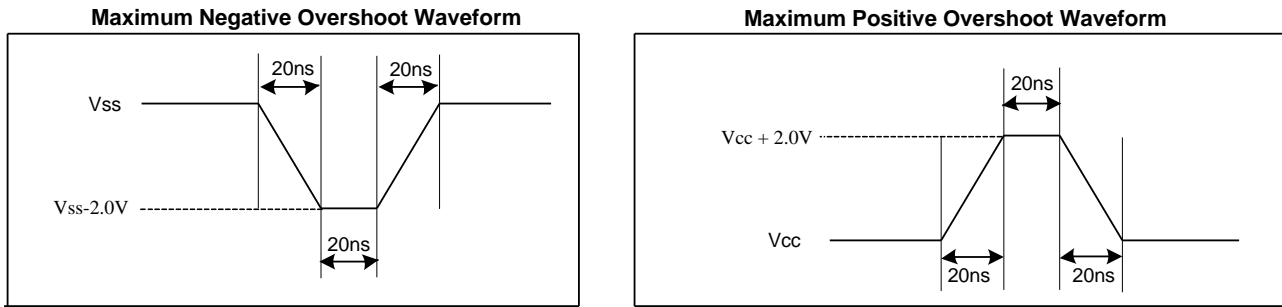 Maximum Negative Overshoot Waveform
20ns
20ns
Vss
Vss-2.0V
20ns
Maximum Positive Overshoot Waveform
20ns
Vcc + 2.0V
Vcc
20ns
20ns